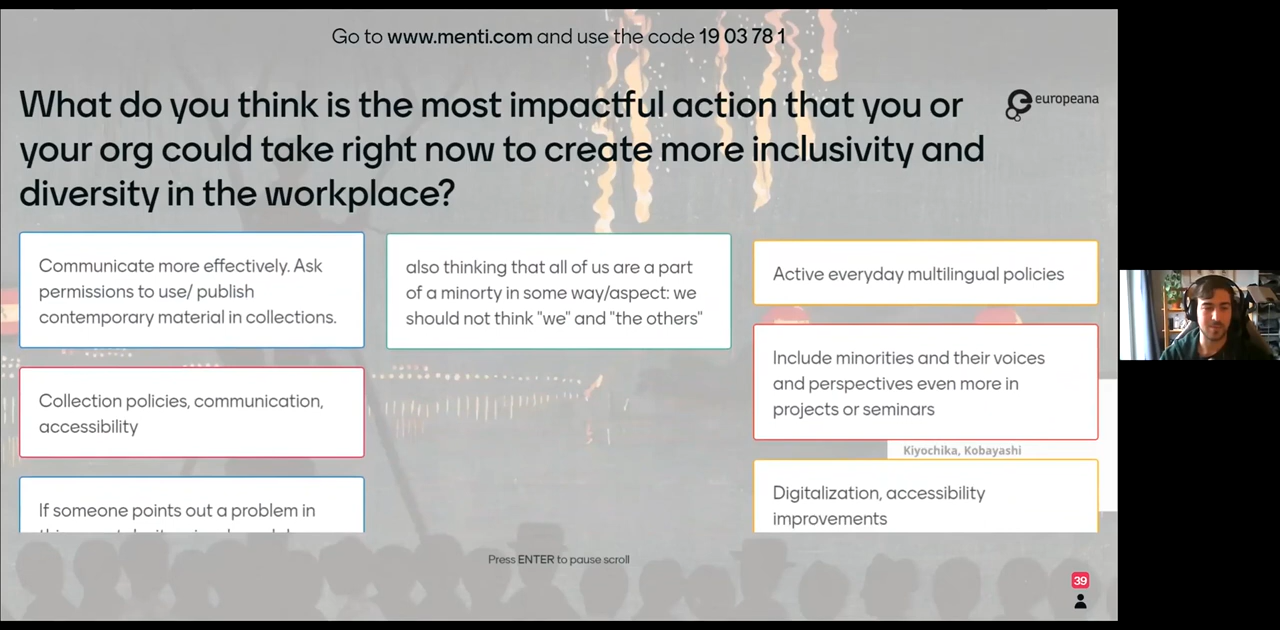 Go to www.menti.com and use the code 19 03 78 1
What do you think is the most impactful action that you or
your org could take right now to create more inclusivity and
diversity in the workplace?
europeana
Communicate more effectively. Ask
permissions to use/ publish
contemporary material in collections.
Collection policies, communication,
accessibility
If someone points out a problem in
also thinking that all of us are a part
of a minorty in some way/aspect: we
should not think "we" and "the others"
Active everyday multilingual policies
Include minorities and their voices
and perspectives even more in
projects or seminars
Kiyochika, Kobayashi
Digitalization, accessibility
improvements
Press ENTER to pause scroll
39